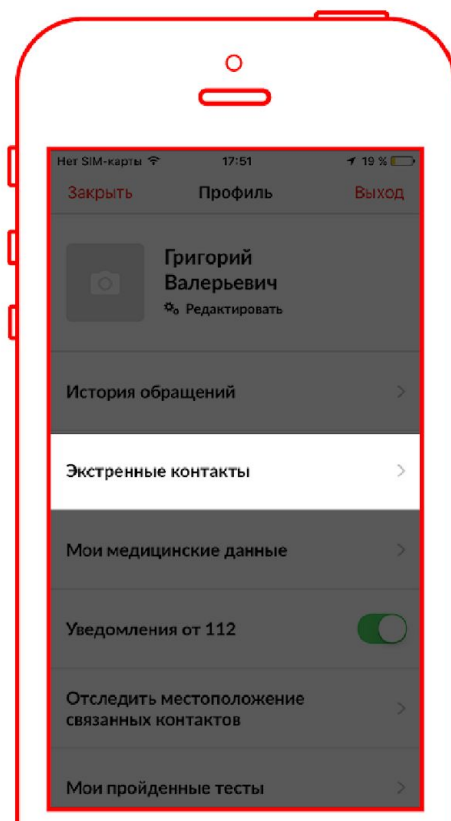 Нет SIM-карты 17:51 19 %
Закрыть Профиль Выход
Григорий
Валерьевич
Редактировать
История обращений
Экстренные контакты
Мои медицинские данные
Уведомления от 112
Отследить местоположение
связанных контактов
Мои пройденные тесты